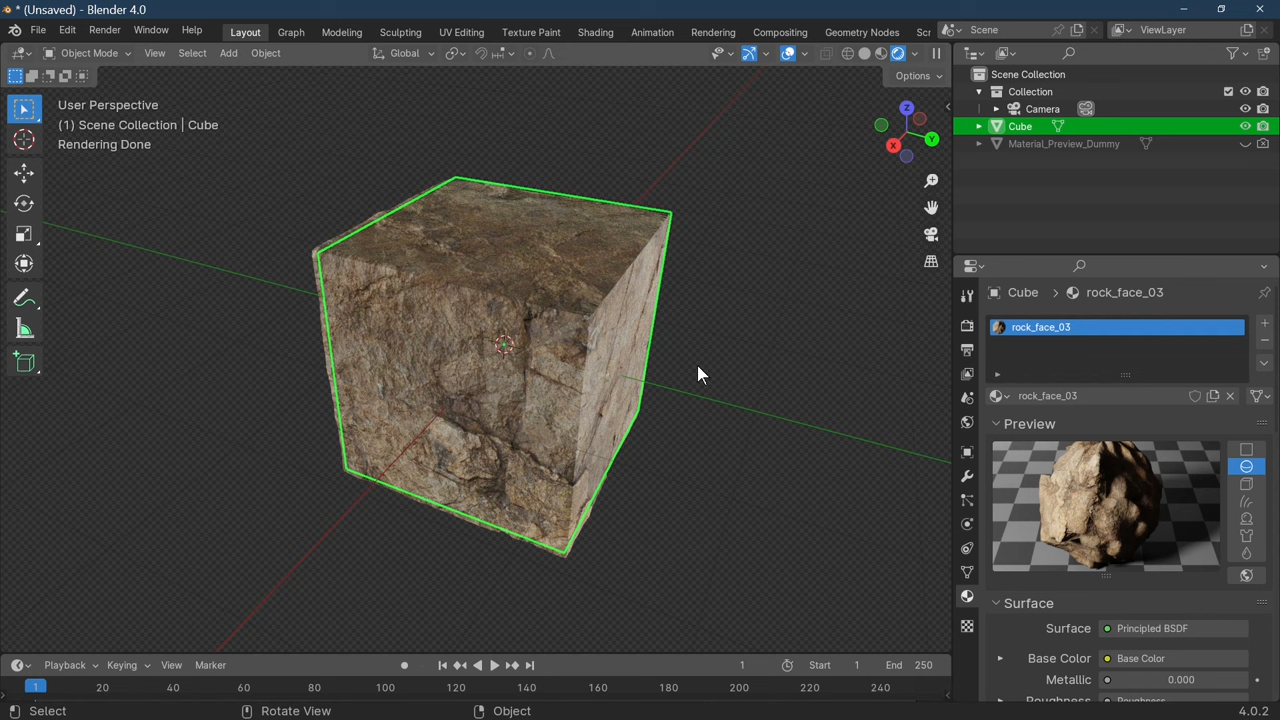 * (Unsaved) - Blender 4.0
File Edit Render Window Help
Layout Graph Modeling Sculpting UV Editing Texture Paint Shading Animation Rendering Compositing Geometry Nodes Scr
Scene ViewLayer
Object Mode View Select Add Object Global
Options
User Perspective
(1) Scene Collection | Cube
Rendering Done
Z
Y
X
Scene Collection
Collection
Camera
Cube
Material_Preview_Dummy
Cube > rock_face_03
rock_face_03
rock_face_03
Preview
Surface
Surface Principled BSDF
Base Color Base Color
Metallic 0.000
Roughness Roughness
Playback Keying View Marker 1 Start 1 End 250
1 20 40 60 80 100 120 140 160 180 200 220 240
Select Rotate View Object 4.0.2